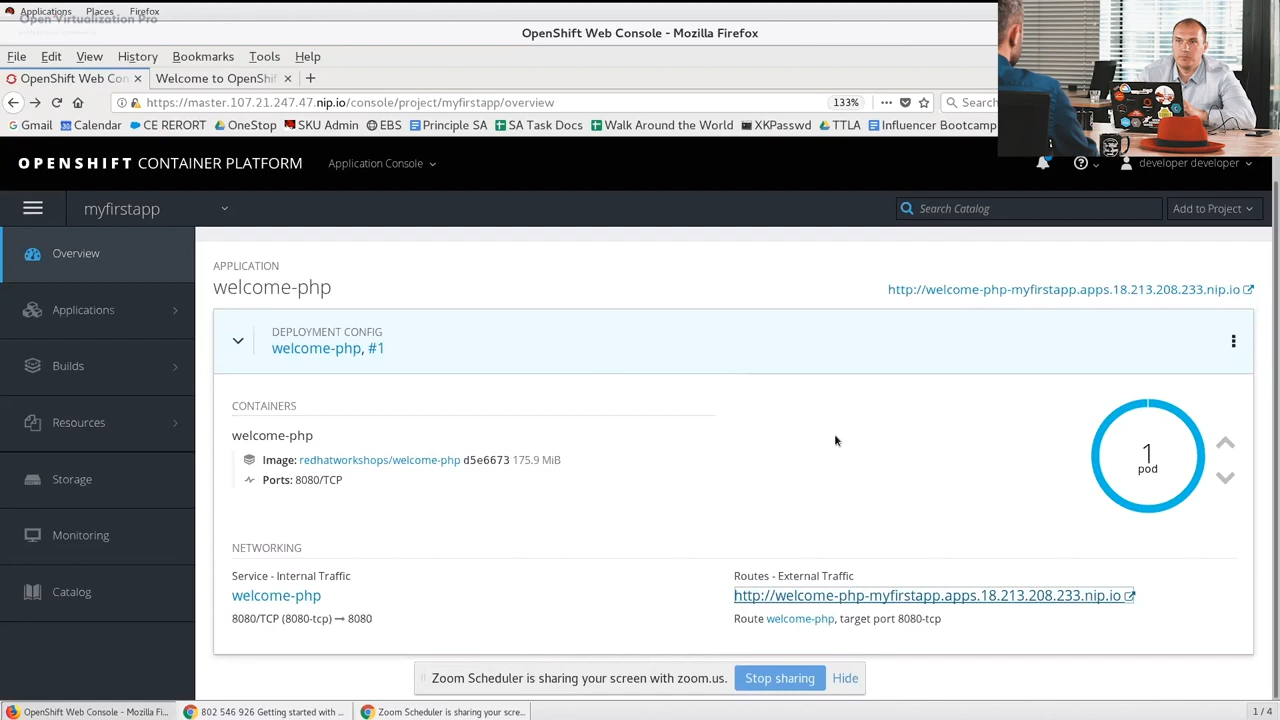 Applications Places Firefox
Open Virtualization Pro
OpenShift Web Console - Mozilla Firefox
File Edit View History Bookmarks Tools Help
OpenShift Web Con × Welcome to OpenShif × +
https://master.107.21.247.47.nip.io/console/project/myfirstapp/overview 133% ••• Search
Gmail Calendar CE RERORT OneStop SKU Admin EBS Profitable SA Task Docs Walk Around the World XKPasswd TTLA Influencer Bootcamp
OPENSHIFT CONTAINER PLATFORM Application Console developer developer
myfirstapp Search Catalog Add to Project
Overview
Applications
Builds
Resources
Storage
Monitoring
Catalog
APPLICATION
welcome-php
http://welcome-php-myfirstapp.apps.18.213.208.233.nip.io
DEPLOYMENT CONFIG
welcome-php, #1
CONTAINERS
welcome-php
Image: redhatworkshops/welcome-php d5e6673 175.9 MiB
Ports: 8080/TCP
1
pod
NETWORKING
Service - Internal Traffic
welcome-php
8080/TCP (8080-tcp) → 8080
Routes - External Traffic
http://welcome-php-myfirstapp.apps.18.213.208.233.nip.io
Route welcome-php, target port 8080-tcp
Zoom Scheduler is sharing your screen with zoom.us. Stop sharing Hide
OpenShift Web Console - Mozilla Fi... 802 546 926 Getting started with ... Zoom Scheduler is sharing your scre... 1 / 4